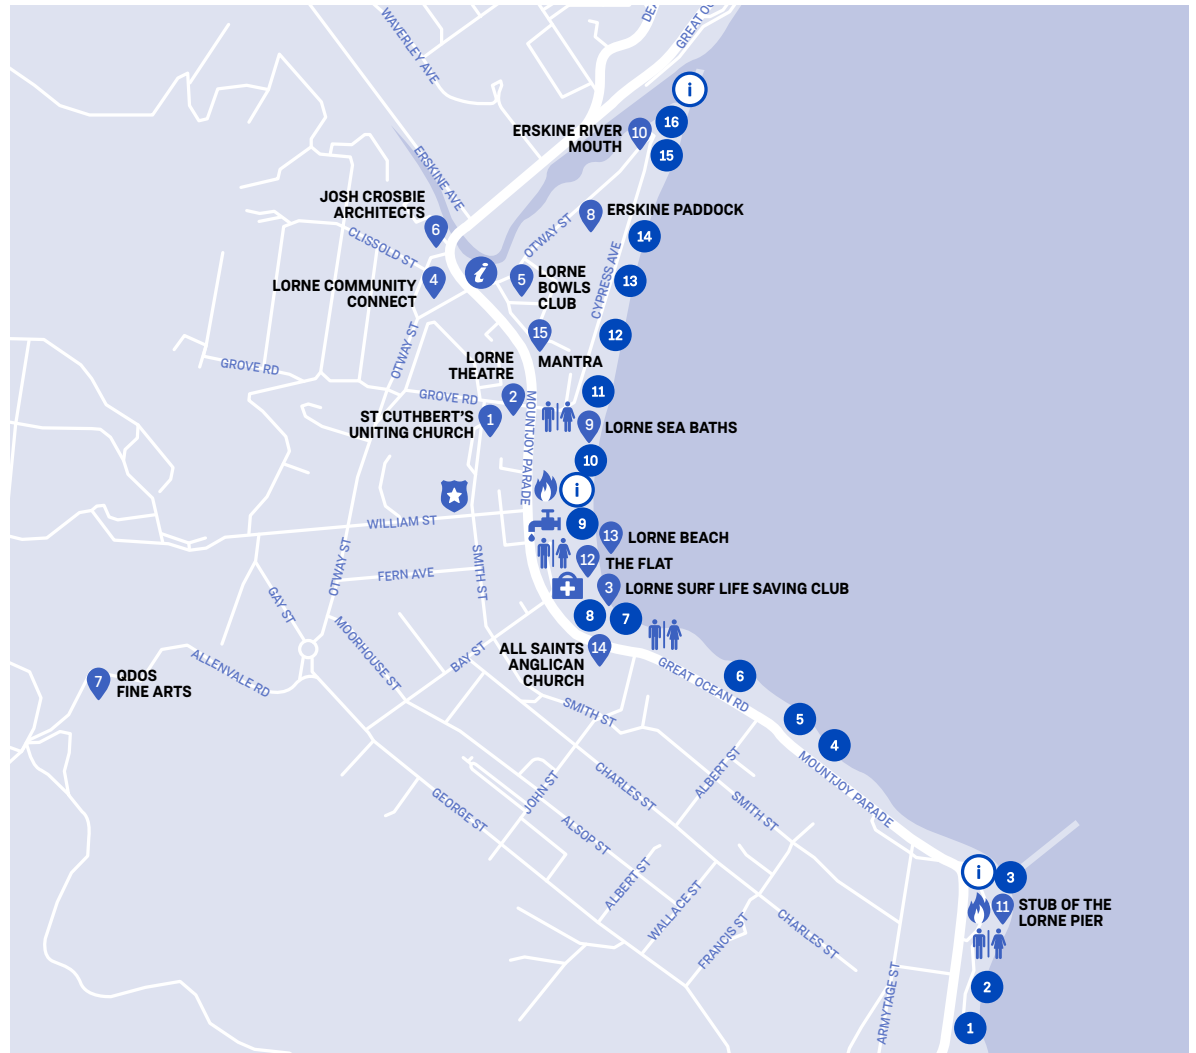 WAVERLEY AVE
GREAT OC
i
16
ERSKINE RIVER
MOUTH
10
15
ERSKINE AVE
JOSH CROSBIE
ARCHITECTS
6
8
ERSKINE PADDOCK
OTWAY ST
14
CLISSOLD ST
CYPRESS AVE
i
4
LORNE COMMUNITY
CONNECT
5
LORNE
BOWLS
CLUB
13
15
MANTRA
12
OTWAY ST
GROVE RD
LORNE
THEATRE
2
GROVE RD
11
ST CUTHBERT'S
UNITING CHURCH
1
MOUNTJOY PARADE
9
LORNE SEA BATHS
10
i
WILLIAM ST
9
13
LORNE BEACH
12
THE FLAT
OTWAY ST
FERN AVE
SMITH ST
3
LORNE SURF LIFE SAVING CLUB
GAY ST
8
7
MOORHOUSE ST
BAY ST
ALL SAINTS
ANGLICAN
CHURCH
14
ALLENVALE RD
7
QDOS
FINE ARTS
GREAT OCEAN RD
6
SMITH ST
5
4
MOUNTJOY PARADE
JOHN ST
CHARLES ST
ALBERT ST
SMITH ST
GEORGE ST
ALSOP ST
ALBERT ST
WALLACE ST
FRANCIS ST
CHARLES ST
i
3
11
STUB OF THE
LORNE PIER
ARMYTAGE ST
2
1